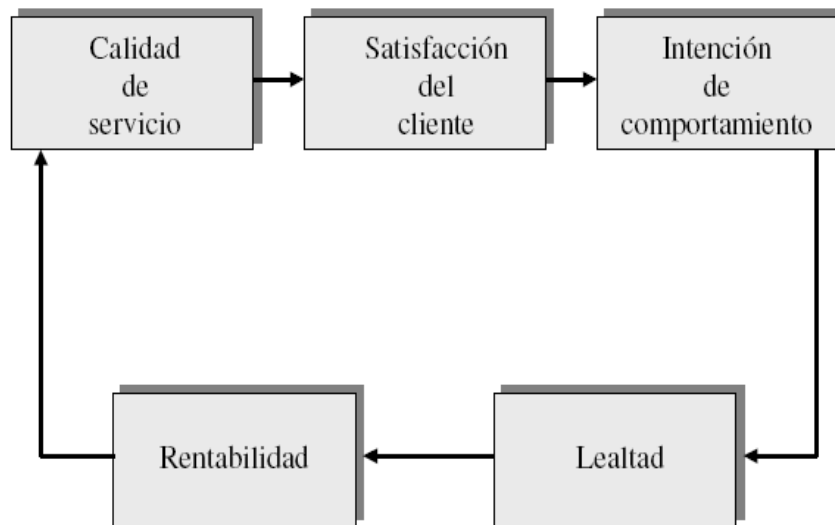 Calidad
de
servicio
Satisfacción
del
cliente
Intención
de
comportamiento
Rentabilidad
Lealtad